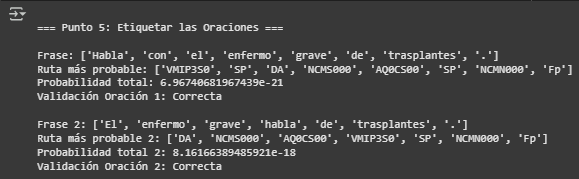 === Punto 5: Etiquetar las Oraciones ===
Frase: ['Habla', 'con', 'el', 'enfermo', 'grave', 'de', 'trasplantes', '.']
Ruta más probable: ['VMIP3S0', 'SP', 'DA', 'NCMS000', 'AQ0CS00', 'SP', 'NCMN000', 'Fp']
Probabilidad total: 6.96740681967439e-21
Validación Oración 1: Correcta
Frase 2: ['El', 'enfermo', 'grave', 'habla', 'de', 'trasplantes', '.']
Ruta más probable 2: ['DA', 'NCMS000', 'AQ0CS00', 'VMIP3S0', 'SP', 'NCMN000', 'Fp']
Probabilidad total 2: 8.16166389485921e-18
Validación Oración 2: Correcta